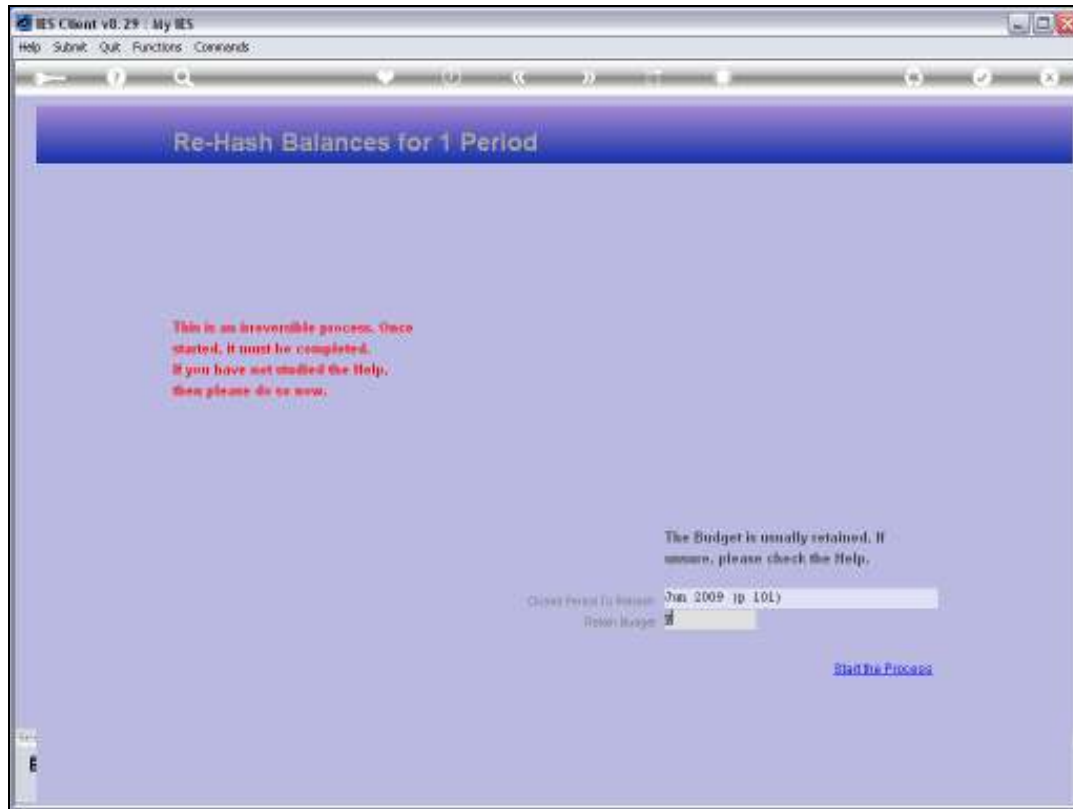 IES Client v8.29 : My IES
Help Submit Quit Functions Commands
Re-Hash Balances for 1 Period
This is an irreversible process. Once
started, it must be completed.
If you have not studied the Help,
then please do so now.
The Budget is usually retained. If
unsure, please check the Help.
Closed Period To Rehash Jun 2009 (p 101)
Retain Budget
Start the Process